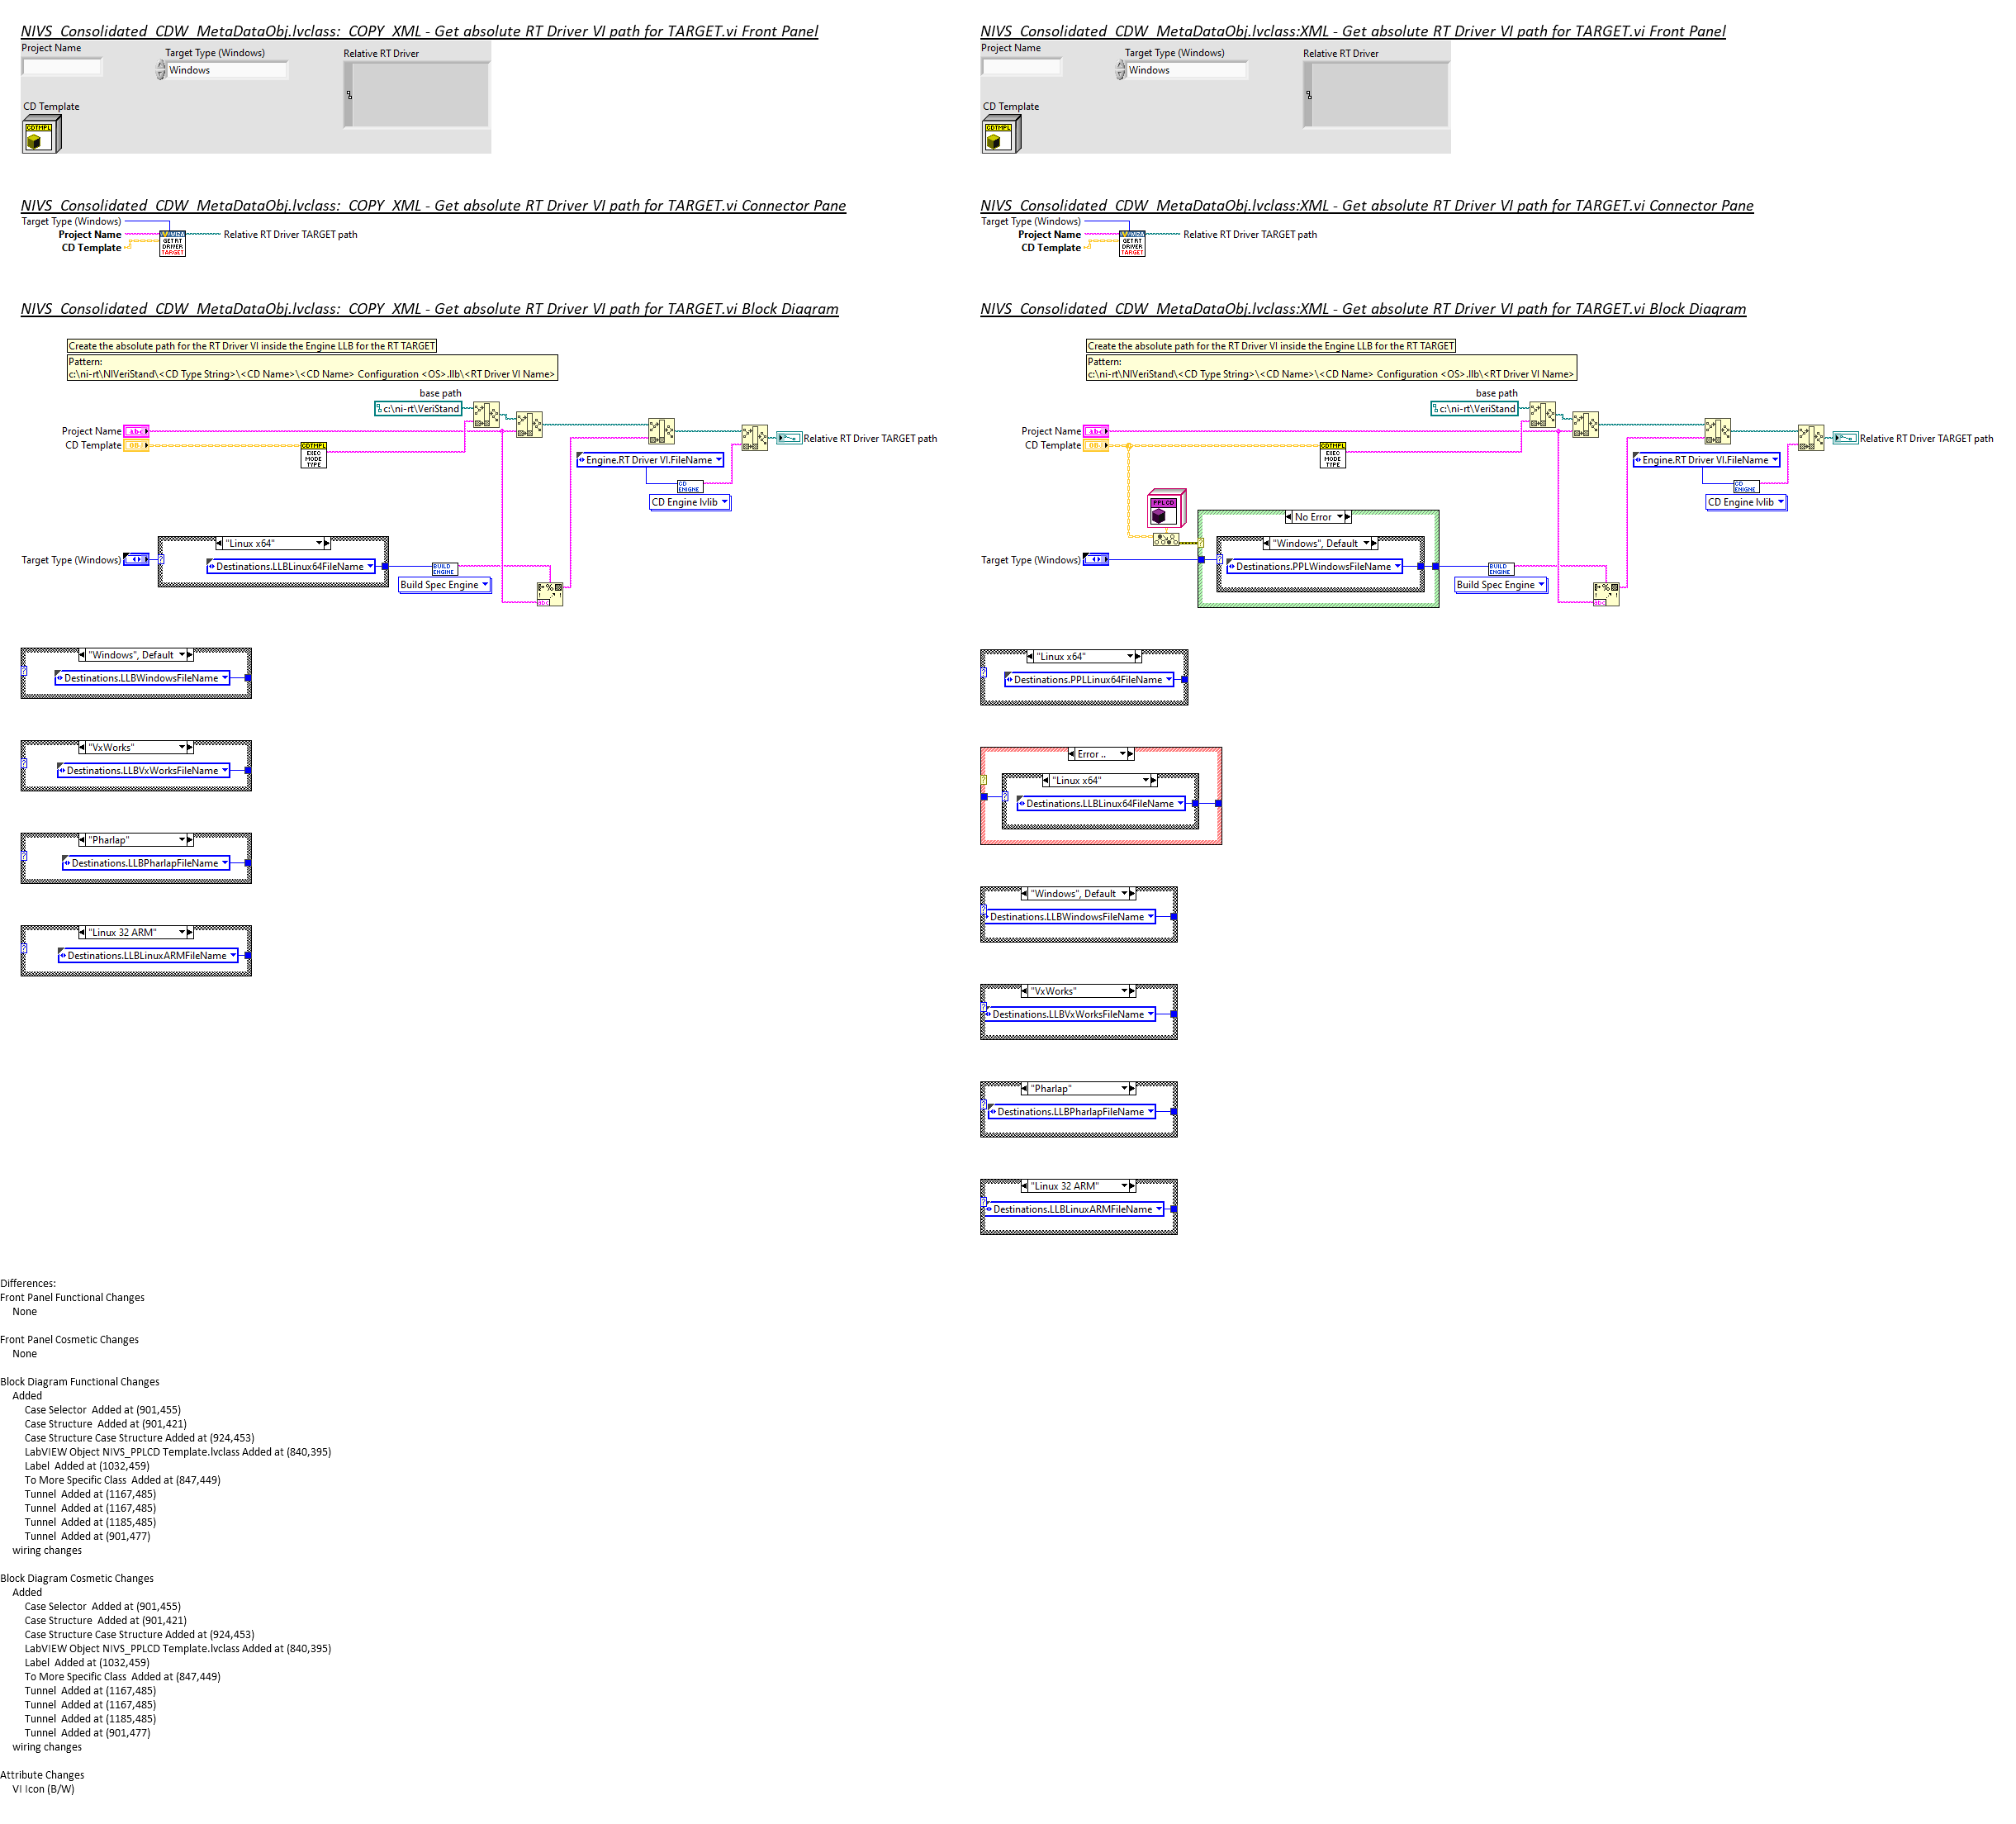 NIVS_Consolidated_CDW_MetaDataObj.lvclass:_COPY_XML - Get absolute RT Driver VI path for TARGET.vi Front Panel
Project Name
Target Type (Windows)
Relative RT Driver
Windows
CD Template
CDTMPL
NIVS_Consolidated_CDW_MetaDataObj.lvclass:_COPY_XML - Get absolute RT Driver VI path for TARGET.vi Connector Pane
Target Type (Windows)
Project Name
CD Template
GET RT
DRIVER
TARGET
Relative RT Driver TARGET path
NIVS_Consolidated_CDW_MetaDataObj.lvclass:_COPY_XML - Get absolute RT Driver VI path for TARGET.vi Block Diagram
Create the absolute path for the RT Driver VI inside the Engine LLB for the RT TARGET
Pattern:
c:\ni-rt\NIVeriStand\<CD Type String>\<CD Name>\<CD Name> Configuration <OS>.llb\<RT Driver VI Name>
base path
c:\ni-rt\VeriStand
Project Name
abc
CD Template
CDTMPL
EXEC
MODE
TYPE
Relative RT Driver TARGET path
Engine.RT Driver VI.FileName
CD
ENIGNE
CD Engine lvlib
Target Type (Windows)
"Linux x64"
Destinations.LLBLinux64FileName
BUILD
ENGINE
Build Spec Engine
abc
"Windows", Default
Destinations.LLBWindowsFileName
"VxWorks"
Destinations.LLBVxWorksFileName
"Pharlap"
Destinations.LLBPharlapFileName
"Linux 32 ARM"
Destinations.LLBLinuxARMFileName
NIVS_Consolidated_CDW_MetaDataObj.lvclass:XML - Get absolute RT Driver VI path for TARGET.vi Front Panel
Project Name
Target Type (Windows)
Relative RT Driver
Windows
CD Template
CDTMPL
NIVS_Consolidated_CDW_MetaDataObj.lvclass:XML - Get absolute RT Driver VI path for TARGET.vi Connector Pane
Target Type (Windows)
Project Name
CD Template
GET RT
DRIVER
TARGET
Relative RT Driver TARGET path
NIVS_Consolidated_CDW_MetaDataObj.lvclass:XML - Get absolute RT Driver VI path for TARGET.vi Block Diagram
Create the absolute path for the RT Driver VI inside the Engine LLB for the RT TARGET
Pattern:
c:\ni-rt\NIVeriStand\<CD Type String>\<CD Name>\<CD Name> Configuration <OS>.llb\<RT Driver VI Name>
base path
c:\ni-rt\VeriStand
Project Name
abc
CD Template
CDTMPL
EXEC
MODE
TYPE
Relative RT Driver TARGET path
Engine.RT Driver VI.FileName
CD
ENIGNE
CD Engine lvlib
PPLCD
No Error
Target Type (Windows)
"Windows", Default
Destinations.PPLWindowsFileName
BUILD
ENGINE
Build Spec Engine
abc
"Linux x64"
Destinations.PPLLinux64FileName
Error ..
"Linux x64"
Destinations.LLBLinux64FileName
"Windows", Default
Destinations.LLBWindowsFileName
"VxWorks"
Destinations.LLBVxWorksFileName
"Pharlap"
Destinations.LLBPharlapFileName
"Linux 32 ARM"
Destinations.LLBLinuxARMFileName
Differences:
Front Panel Functional Changes
None
Front Panel Cosmetic Changes
None
Block Diagram Functional Changes
Added
Case Selector  Added at (901,455)
Case Structure  Added at (901,421)
Case Structure Case Structure Added at (924,453)
LabVIEW Object NIVS_PPLCD Template.lvclass Added at (840,395)
Label  Added at (1032,459)
To More Specific Class  Added at (847,449)
Tunnel  Added at (1167,485)
Tunnel  Added at (1167,485)
Tunnel  Added at (1185,485)
Tunnel  Added at (901,477)
wiring changes
Block Diagram Cosmetic Changes
Added
Case Selector  Added at (901,455)
Case Structure  Added at (901,421)
Case Structure Case Structure Added at (924,453)
LabVIEW Object NIVS_PPLCD Template.lvclass Added at (840,395)
Label  Added at (1032,459)
To More Specific Class  Added at (847,449)
Tunnel  Added at (1167,485)
Tunnel  Added at (1167,485)
Tunnel  Added at (1185,485)
Tunnel  Added at (901,477)
wiring changes
Attribute Changes
VI Icon (B/W)